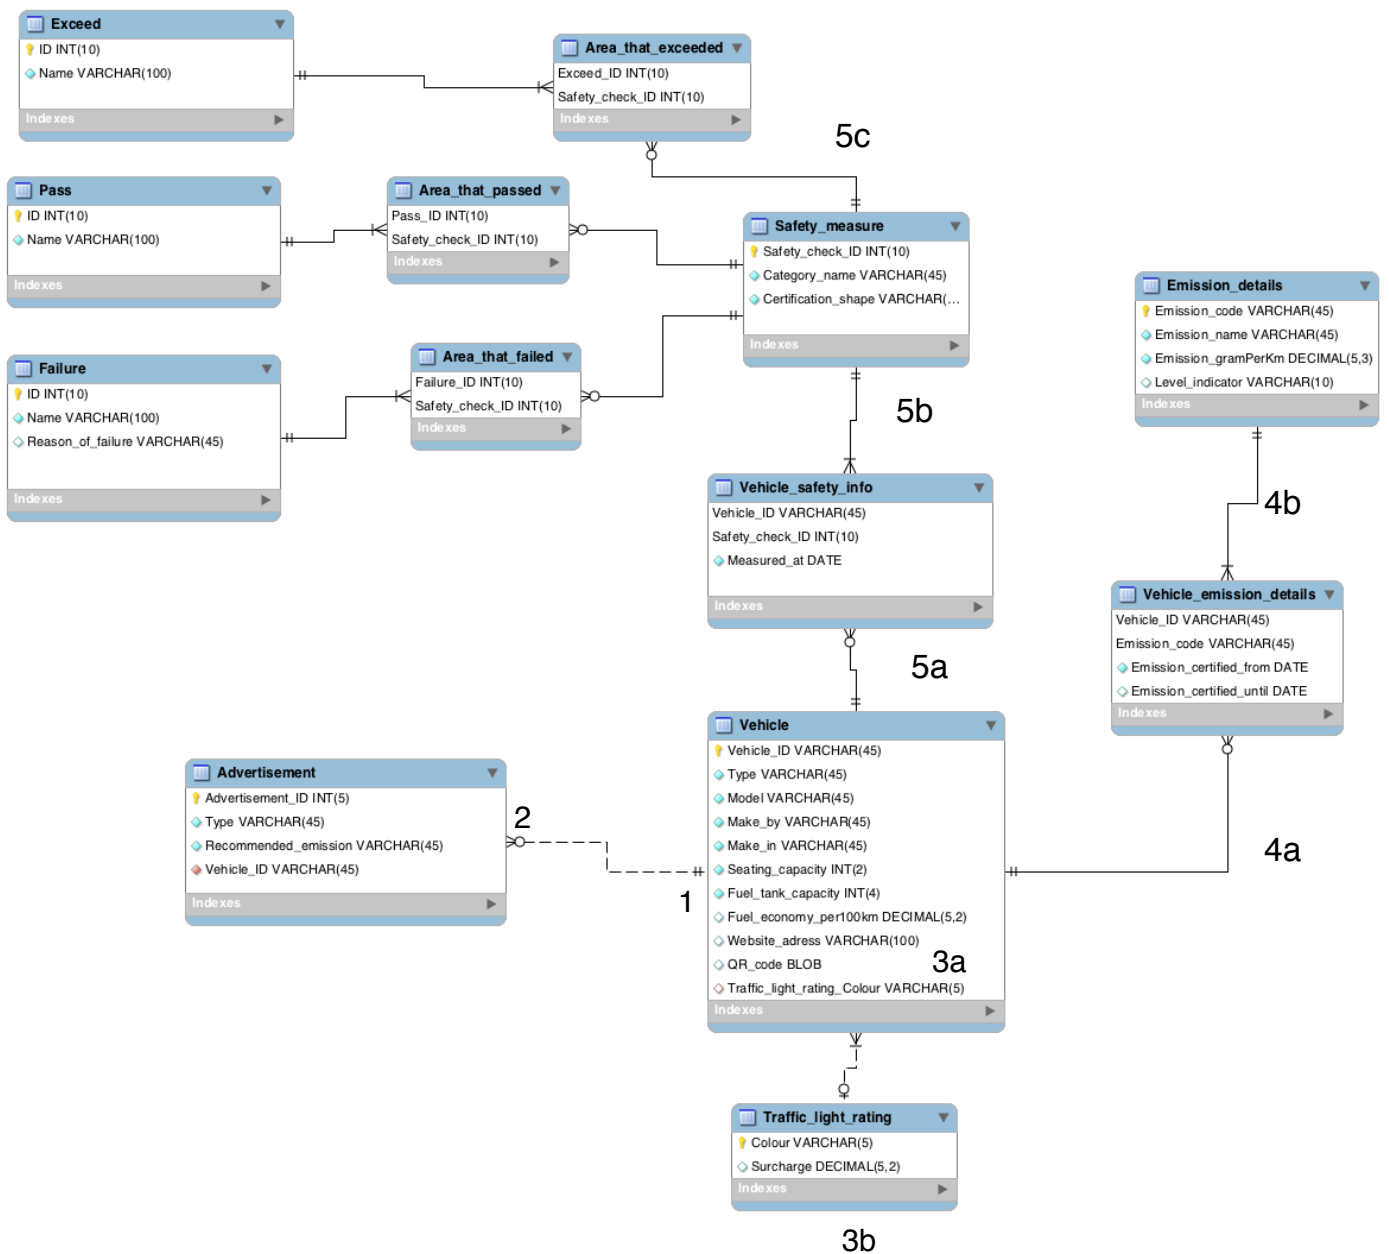 Exceed
ID INT(10)
Name VARCHAR(100)
Indexes
Area_that_exceeded
Exceed_ID INT(10)
Safety_check_ID INT(10)
Indexes
5c
Pass
ID INT(10)
Name VARCHAR(100)
Indexes
Area_that_passed
Pass_ID INT(10)
Safety_check_ID INT(10)
Indexes
Safety_measure
Safety_check_ID INT(10)
Category_name VARCHAR(45)
Certification_shape VARCHAR(...
Indexes
Emission_details
Emission_code VARCHAR(45)
Emission_name VARCHAR(45)
Emission_gramPerKm DECIMAL(5,3)
Level_indicator VARCHAR(10)
Indexes
Failure
ID INT(10)
Name VARCHAR(100)
Reason_of_failure VARCHAR(45)
Indexes
Area_that_failed
Failure_ID INT(10)
Safety_check_ID INT(10)
Indexes
5b
4b
Vehicle_safety_info
Vehicle_ID VARCHAR(45)
Safety_check_ID INT(10)
Measured_at DATE
Indexes
Vehicle_emission_details
Vehicle_ID VARCHAR(45)
Emission_code VARCHAR(45)
Emission_certified_from DATE
Emission_certified_until DATE
Indexes
5a
Advertisement
Advertisement_ID INT(5)
Type VARCHAR(45)
Recommended_emission VARCHAR(45)
Vehicle_ID VARCHAR(45)
Indexes
2
1
Vehicle
Vehicle_ID VARCHAR(45)
Type VARCHAR(45)
Model VARCHAR(45)
Make_by VARCHAR(45)
Make_in VARCHAR(45)
Seating_capacity INT(2)
Fuel_tank_capacity INT(4)
Fuel_economy_per100km DECIMAL(5,2)
Website_adress VARCHAR(100)
QR_code BLOB
3a
Traffic_light_rating_Colour VARCHAR(5)
Indexes
4a
Traffic_light_rating
Colour VARCHAR(5)
Surcharge DECIMAL(5,2)
Indexes
3b